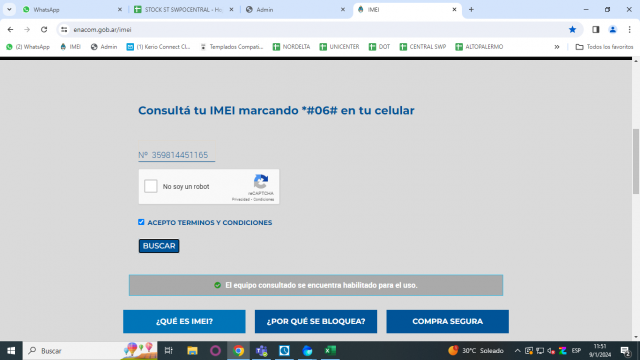 WhatsApp
STOCK ST SWPOCENTRAL - Ho
Admin
IMEI
enacom.gob.ar/imei
(2) WhatsApp
IMEI
Admin
(1) Kerio Connect Cl...
Templados Compati...
NORDELTA
UNICENTER
DOT
CENTRAL SWP
ALTOPALERMO
»
Todos los favoritos
Consultá tu IMEI marcando *#06# en tu celular
Nº 359814451165
No soy un robot
reCAPTCHA
Privacidad - Condiciones
ACEPTO TERMINOS Y CONDICIONES
BUSCAR
El equipo consultado se encuentra habilitado para el uso.
¿QUÉ ES IMEI?
¿POR QUÉ SE BLOQUEA?
COMPRA SEGURA
Buscar
30°C Soleado
ESP
11:51
9/1/2024